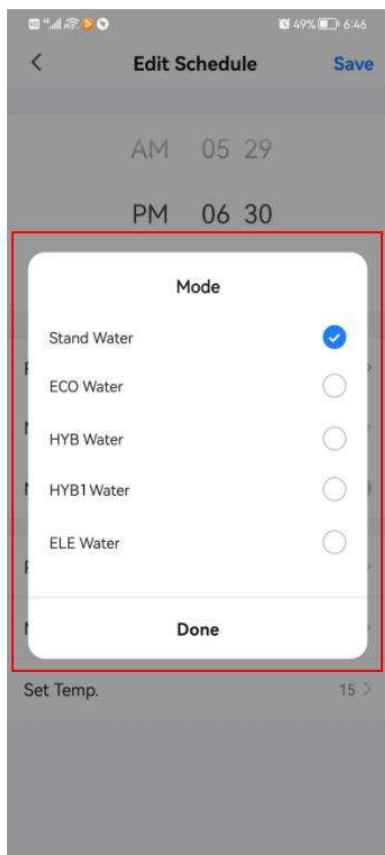 49% 6:46
Edit Schedule Save
AM 05 29
PM 06 30
Mode
Stand Water
ECO Water
HYB Water
HYB1 Water
ELE Water
Done
Set Temp. 15